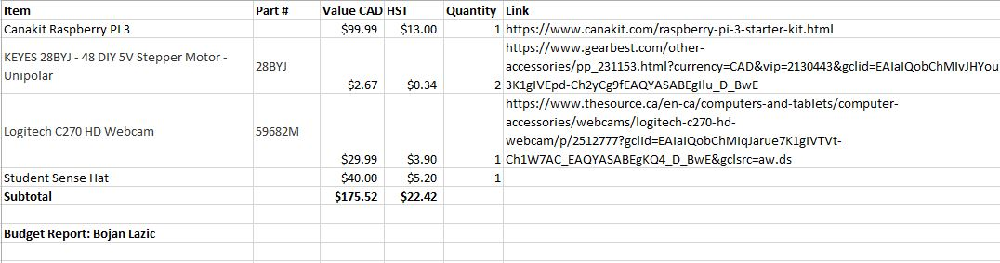 Item Part # Value CAD HST Quantity Link
Canakit Raspberry PI 3 $99.99 $13.00 1 https://www.canakit.com/raspberry-pi-3-starter-kit.html
KEYES 28BYJ - 48 DIY 5V Stepper Motor -
Unipolar
28BYJ
$2.67 $0.34 2
https://www.gearbest.com/other-
accessories/pp_231153.html?currency=CAD&vip=2130443&gclid=EAIaIQobChMIvJHYou
3K1gIVEpd-Ch2yCg9fEAQYASABEgIlu_D_BwE
Logitech C270 HD Webcam 59682M
$29.99 $3.90 1
https://www.thesource.ca/en-ca/computers-and-tablets/computer-
accessories/webcams/logitech-c270-hd-
webcam/p/2512777?gclid=EAIaIQobChMIqJarue7K1gIVTVt-
Ch1W7AC_EAQYASABEgKQ4_D_BwE&gclsrc=aw.ds
Student Sense Hat $40.00 $5.20 1
Subtotal $175.52 $22.42
Budget Report: Bojan Lazic